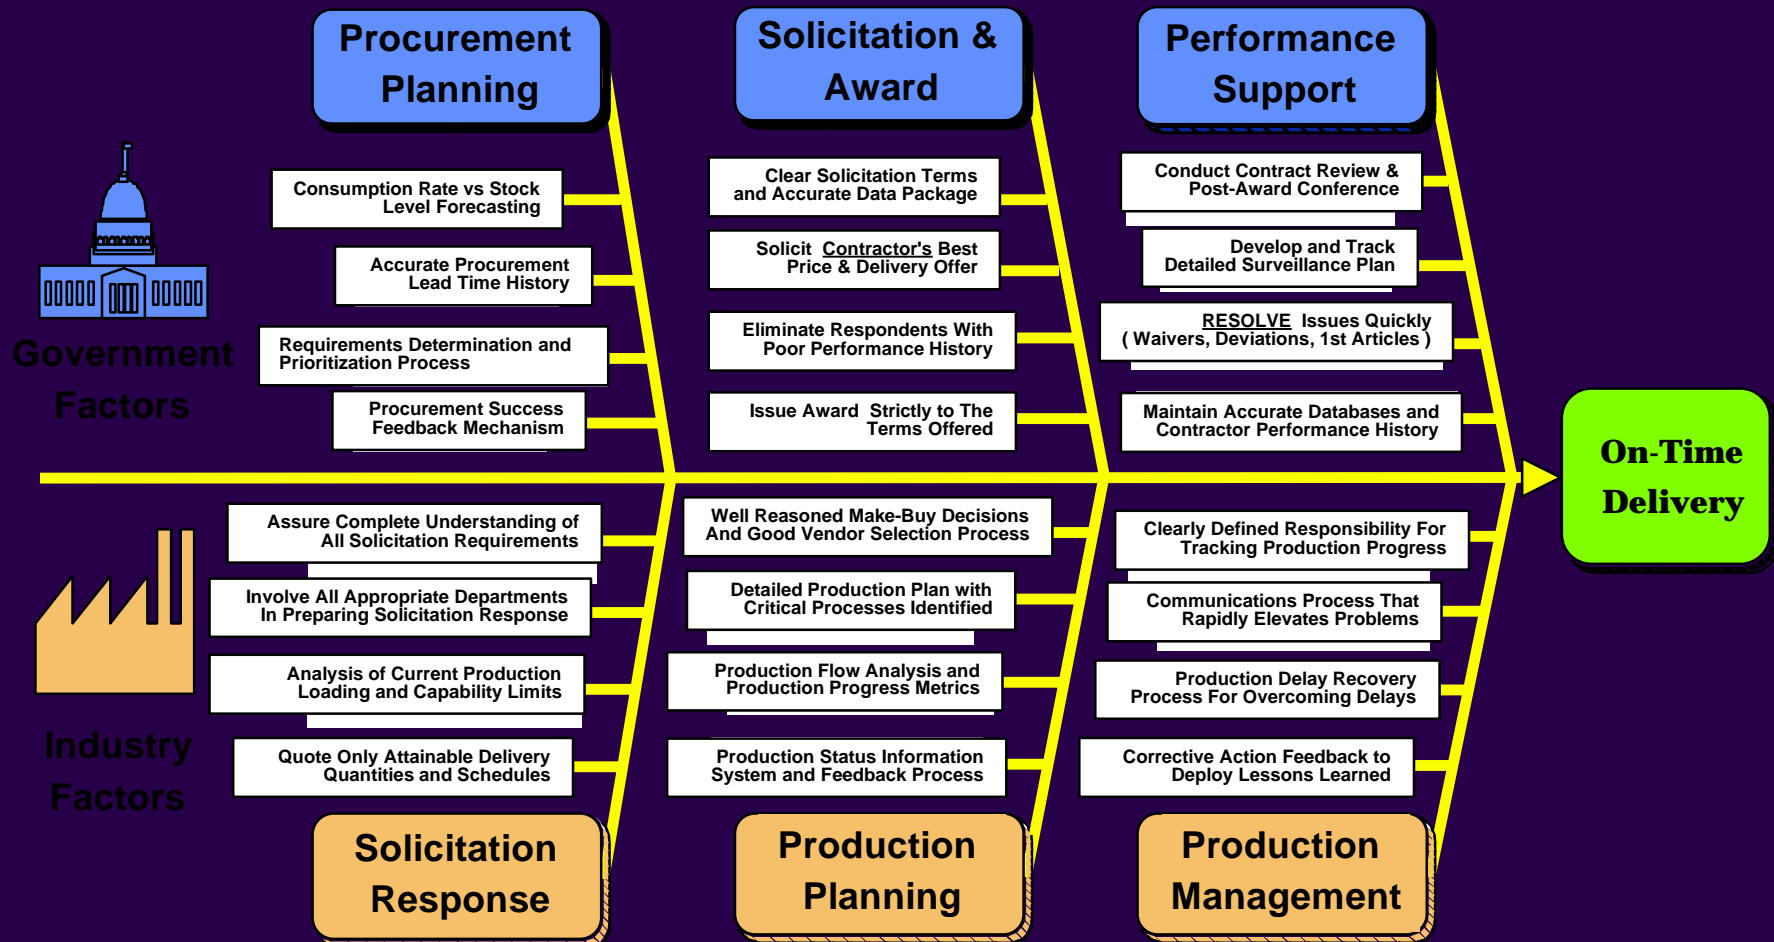 Procurement
Planning
Solicitation &
Award
Performance
Support
Government
Factors
Consumption Rate vs Stock
Level Forecasting
Accurate Procurement
Lead Time History
Requirements Determination and
Prioritization Process
Procurement Success
Feedback Mechanism
Clear Solicitation Terms
and Accurate Data Package
Solicit Contractor's Best
Price & Delivery Offer
Eliminate Respondents With
Poor Performance History
Issue Award Strictly to The
Terms Offered
Conduct Contract Review &
Post-Award Conference
Develop and Track
Detailed Surveillance Plan
RESOLVE Issues Quickly
( Waivers, Deviations, 1st Articles )
Maintain Accurate Databases and
Contractor Performance History
On-Time
Delivery
Industry
Factors
Assure Complete Understanding of
All Solicitation Requirements
Involve All Appropriate Departments
In Preparing Solicitation Response
Analysis of Current Production
Loading and Capability Limits
Quote Only Attainable Delivery
Quantities and Schedules
Well Reasoned Make-Buy Decisions
And Good Vendor Selection Process
Detailed Production Plan with
Critical Processes Identified
Production Flow Analysis and
Production Progress Metrics
Production Status Information
System and Feedback Process
Clearly Defined Responsibility For
Tracking Production Progress
Communications Process That
Rapidly Elevates Problems
Production Delay Recovery
Process For Overcoming Delays
Corrective Action Feedback to
Deploy Lessons Learned
Solicitation
Response
Production
Planning
Production
Management